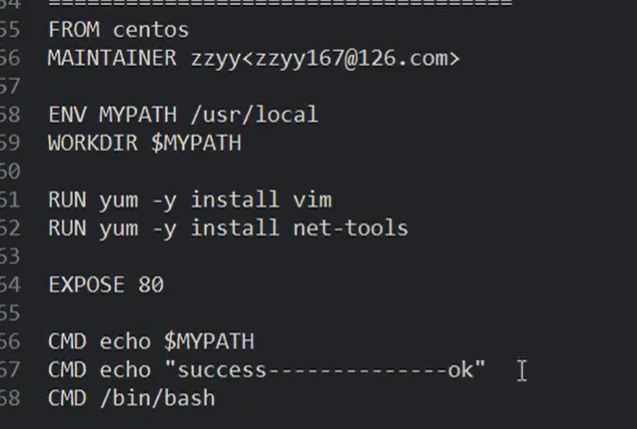 54 ====================================
55 FROM centos
56 MAINTAINER zzyy<zzyy167@126.com>
57
58 ENV MYPATH /usr/local
59 WORKDIR $MYPATH
60
61 RUN yum -y install vim
62 RUN yum -y install net-tools
63
64 EXPOSE 80
65
66 CMD echo $MYPATH
67 CMD echo "success--------------ok"
68 CMD /bin/bash